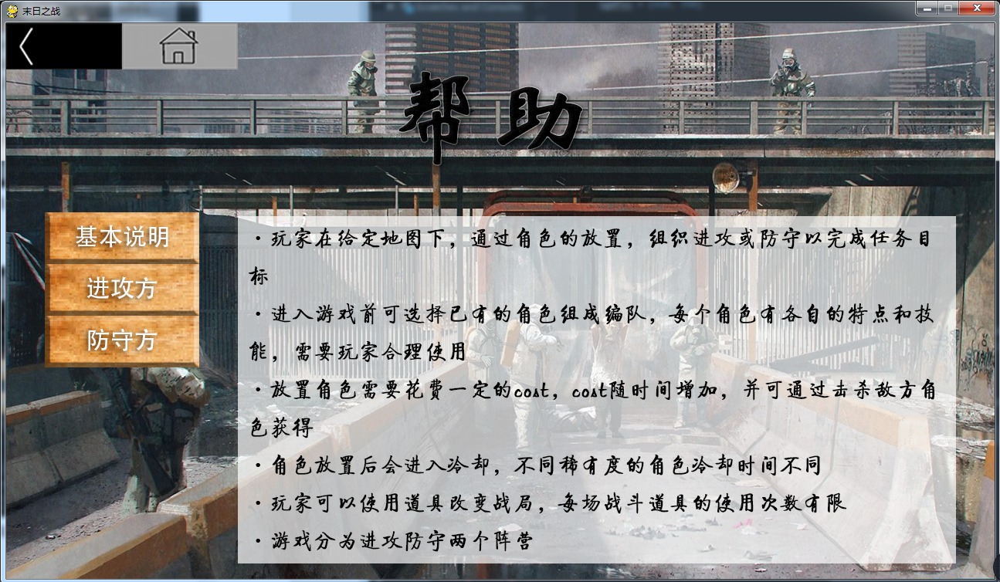 末日之战
帮助
基本说明
进攻方
防守方
·玩家在给定地图下，通过角色的放置，组织进攻或防守以完成任务目
标
·进入游戏前可选择已有的角色组成编队，每个角色有各自的特点和技
能，需要玩家合理使用
·放置角色需要花费一定的cost，cost随时间增加，并可通过击杀敌方角
色获得
·角色放置后会进入冷却，不同稀有度的角色冷却时间不同
·玩家可以使用道具改变战局，每场战斗道具的使用次数有限
·游戏分为进攻防守两个阵营